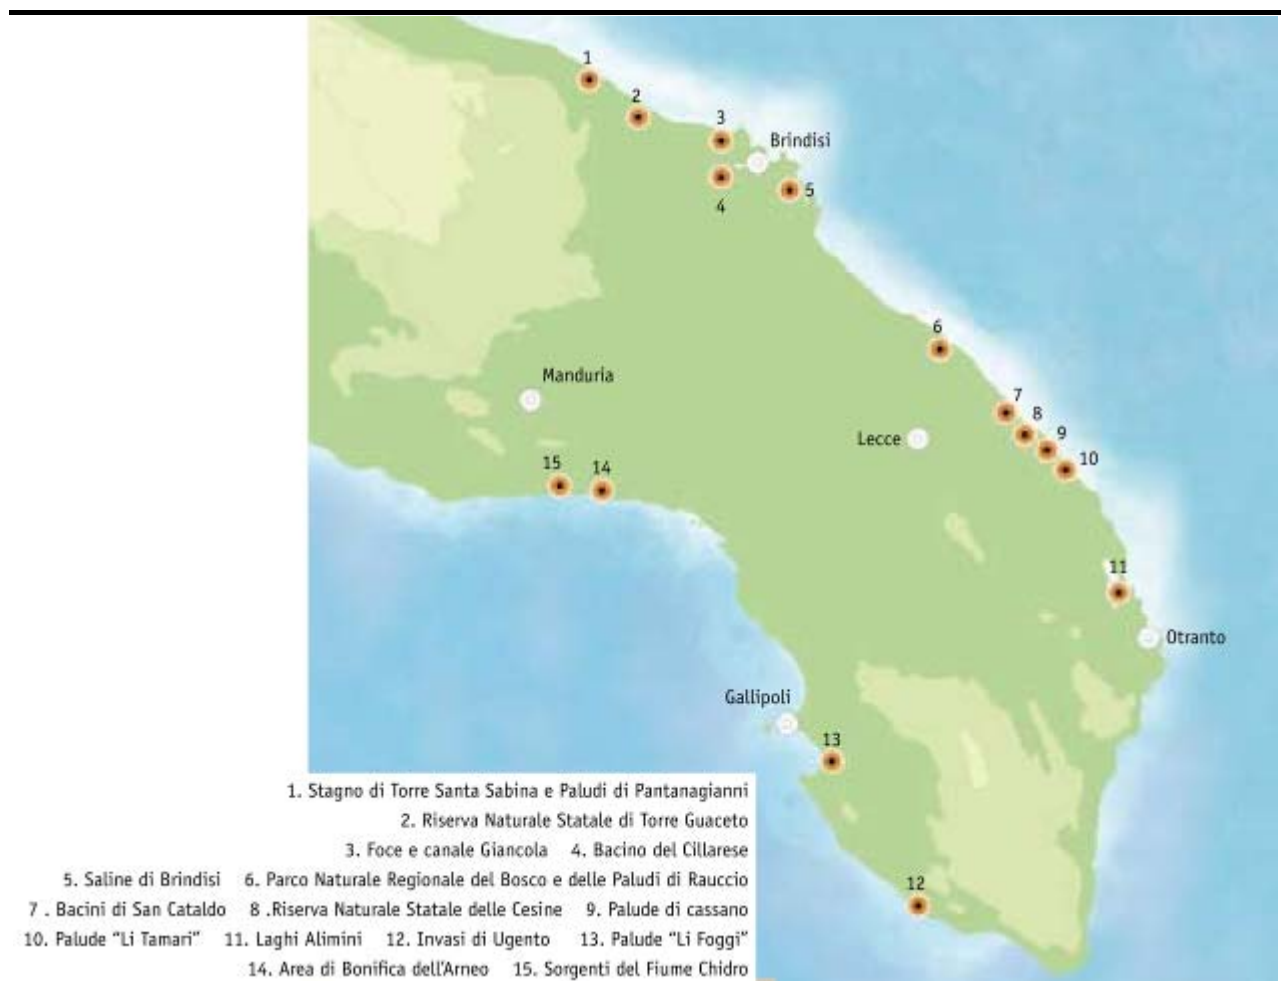 1
2
3
Brindisi
4
5
6
Manduria
7
8
Lecce
9
10
15
14
11
Otranto
Gallipoli
13
12
1. Stagno di Torre Santa Sabina e Paludi di Pantanagianni
2. Riserva Naturale Statale di Torre Guaceto
3. Foce e canale Giancola 4. Bacino del Cillarese
5. Saline di Brindisi 6. Parco Naturale Regionale del Bosco e delle Paludi di Rauccio
7 . Bacini di San Cataldo 8 .Riserva Naturale Statale delle Cesine 9. Palude di cassano
10. Palude “Li Tamari” 11. Laghi Alimini 12. Invasi di Ugento 13. Palude “Li Foggi”
14. Area di Bonifica dell'Arneo 15. Sorgenti del Fiume Chidro